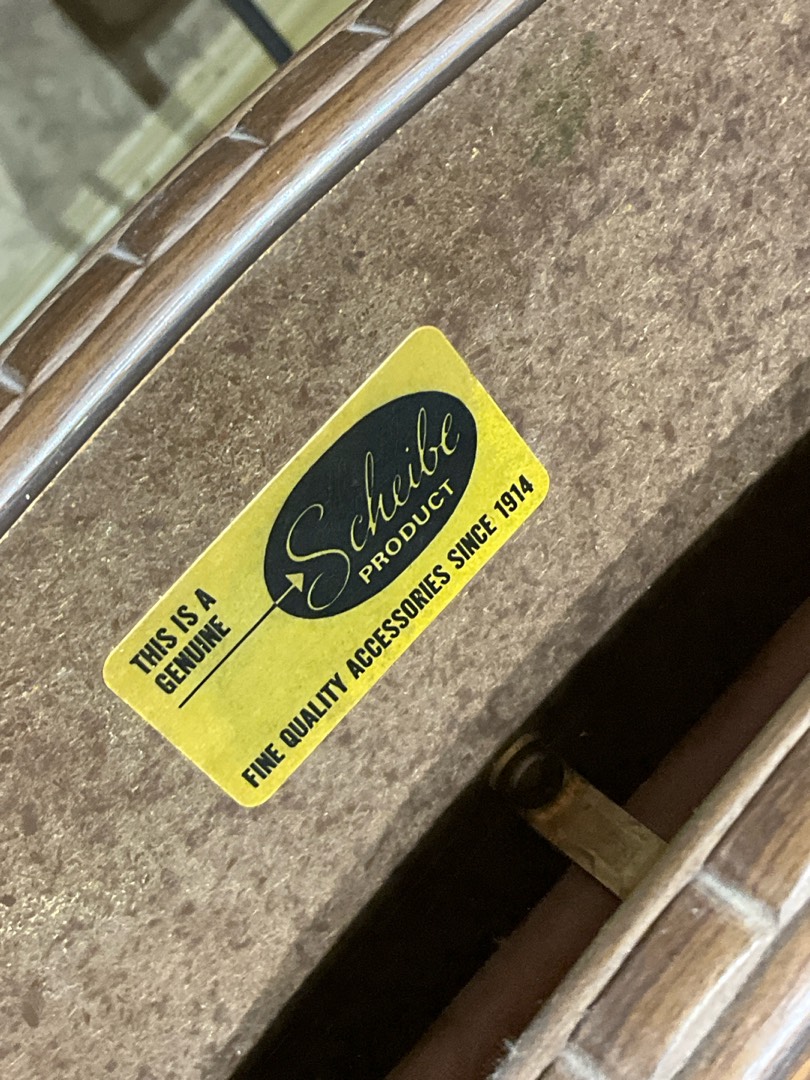 THIS IS A
GENUINE
Scheibe
PRODUCT
FINE QUALITY ACCESSORIES SINCE 1914